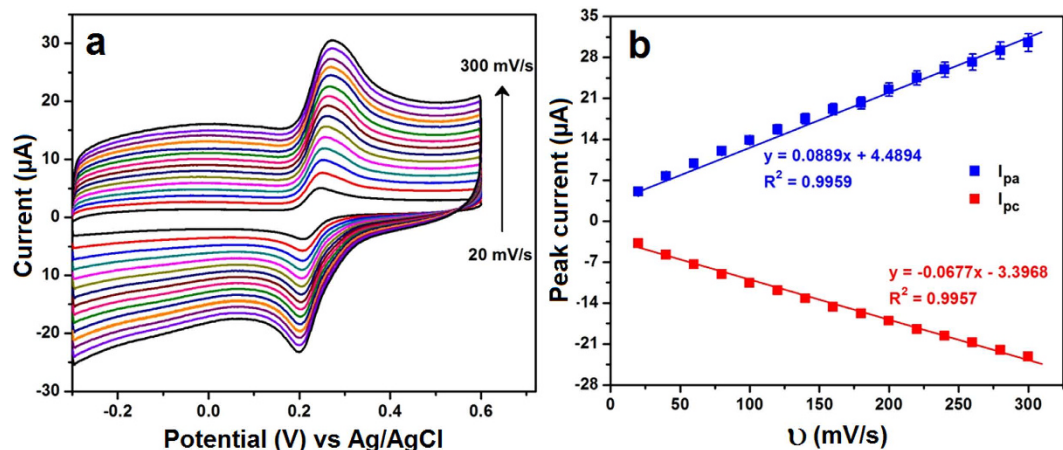 a
30
20
10
0
-10
-20
-30
Current (µA)
300 mV/s
20 mV/s
-0.2
0.0
0.2
0.4
0.6
Potential (V) vs Ag/AgCl
b
35
28
21
14
7
0
-7
-14
-21
-28
Peak current (µA)
y = 0.0889x + 4.4894
R² = 0.9959
Ipa
Ipc
y = -0.0677x - 3.3968
R² = 0.9957
0
50
100
150
200
250
300
υ (mV/s)